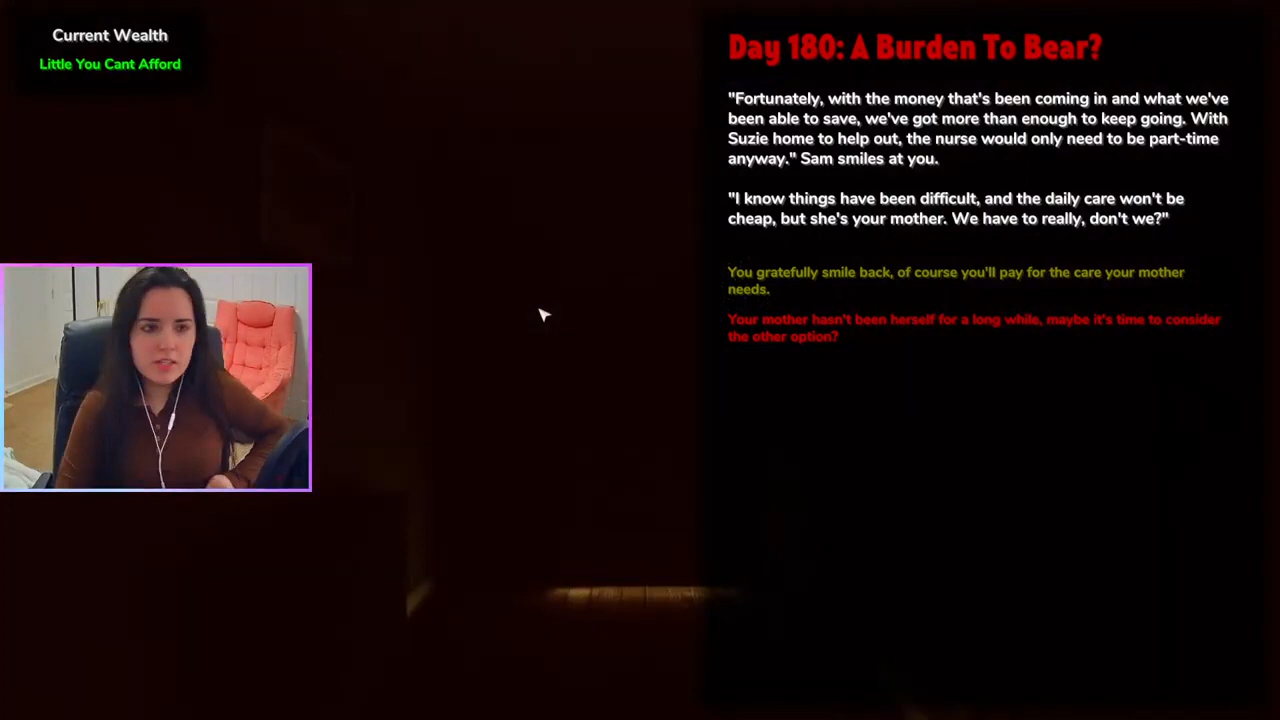 Current Wealth
Little You Cant Afford
Day 180: A Burden To Bear?
"Fortunately, with the money that's been coming in and what we've
been able to save, we've got more than enough to keep going. With
Suzie home to help out, the nurse would only need to be part-time
anyway." Sam smiles at you.
"I know things have been difficult, and the daily care won't be
cheap, but she's your mother. We have to really, don't we?"
You gratefully smile back, of course you'll pay for the care your mother
needs.
Your mother hasn't been herself for a long while, maybe it's time to consider
the other option?